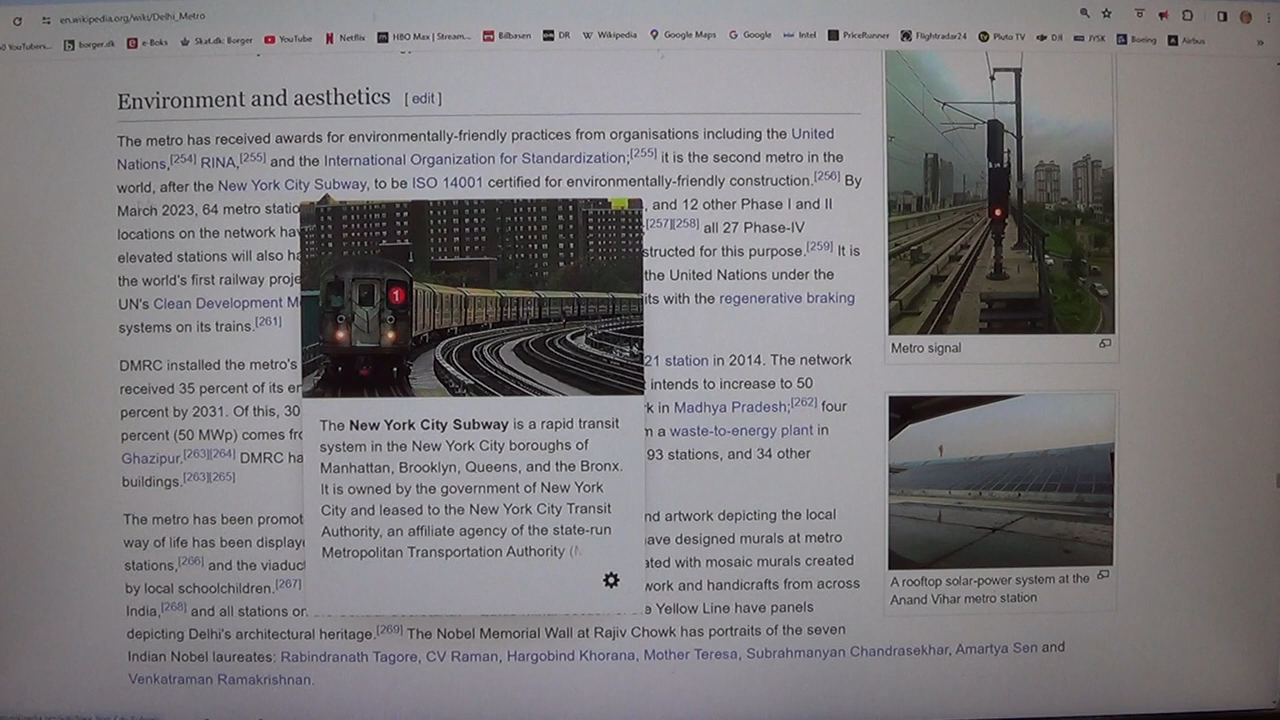 en.wikipedia.org/wiki/Delhi_Metro
YouTubers...
borger.dk
e-Boks
Skat.dk: Borger
YouTube
Netflix
HBO Max | Stream...
Bilbasen
DR
Wikipedia
Google Maps
Google
Intel
PriceRunner
Flightradar24
Pluto TV
DJI
JYSK
Boeing
Airbus
Environment and aesthetics [ edit ]
The metro has received awards for environmentally-friendly practices from organisations including the United
Nations,[254] RINA,[255] and the International Organization for Standardization;[255] it is the second metro in the
world, after the New York City Subway, to be ISO 14001 certified for environmentally-friendly construction.[256] By
March 2023, 64 metro statio , and 12 other Phase I and II
locations on the network hav [257][258] all 27 Phase-IV
elevated stations will also ha structed for this purpose.[259] It is
the world's first railway proje the United Nations under the
UN's Clean Development M its with the regenerative braking
systems on its trains.[261]
DMRC installed the metro's 21 station in 2014. The network
received 35 percent of its en intends to increase to 50
percent by 2031. Of this, 30 k in Madhya Pradesh;[262] four
percent (50 MWp) comes fro m a waste-to-energy plant in
Ghazipur.[263][264] DMRC ha 93 stations, and 34 other
buildings.[263][265]
The metro has been promot nd artwork depicting the local
way of life has been displaye ave designed murals at metro
stations,[266] and the viaduc ated with mosaic murals created
by local schoolchildren.[267] work and handicrafts from across
India,[268] and all stations on e Yellow Line have panels
depicting Delhi's architectural heritage.[269] The Nobel Memorial Wall at Rajiv Chowk has portraits of the seven
Indian Nobel laureates: Rabindranath Tagore, CV Raman, Hargobind Khorana, Mother Teresa, Subrahmanyan Chandrasekhar, Amartya Sen and
Venkatraman Ramakrishnan.
1
The New York City Subway is a rapid transit
system in the New York City boroughs of
Manhattan, Brooklyn, Queens, and the Bronx.
It is owned by the government of New York
City and leased to the New York City Transit
Authority, an affiliate agency of the state-run
Metropolitan Transportation Authority (M
Metro signal
A rooftop solar-power system at the
Anand Vihar metro station